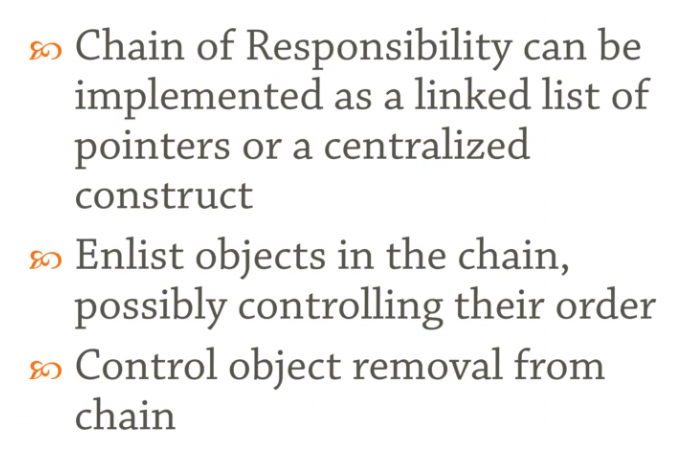 Chain of Responsibility can be
implemented as a linked list of
pointers or a centralized
construct
Enlist objects in the chain,
possibly controlling their order
Control object removal from
chain